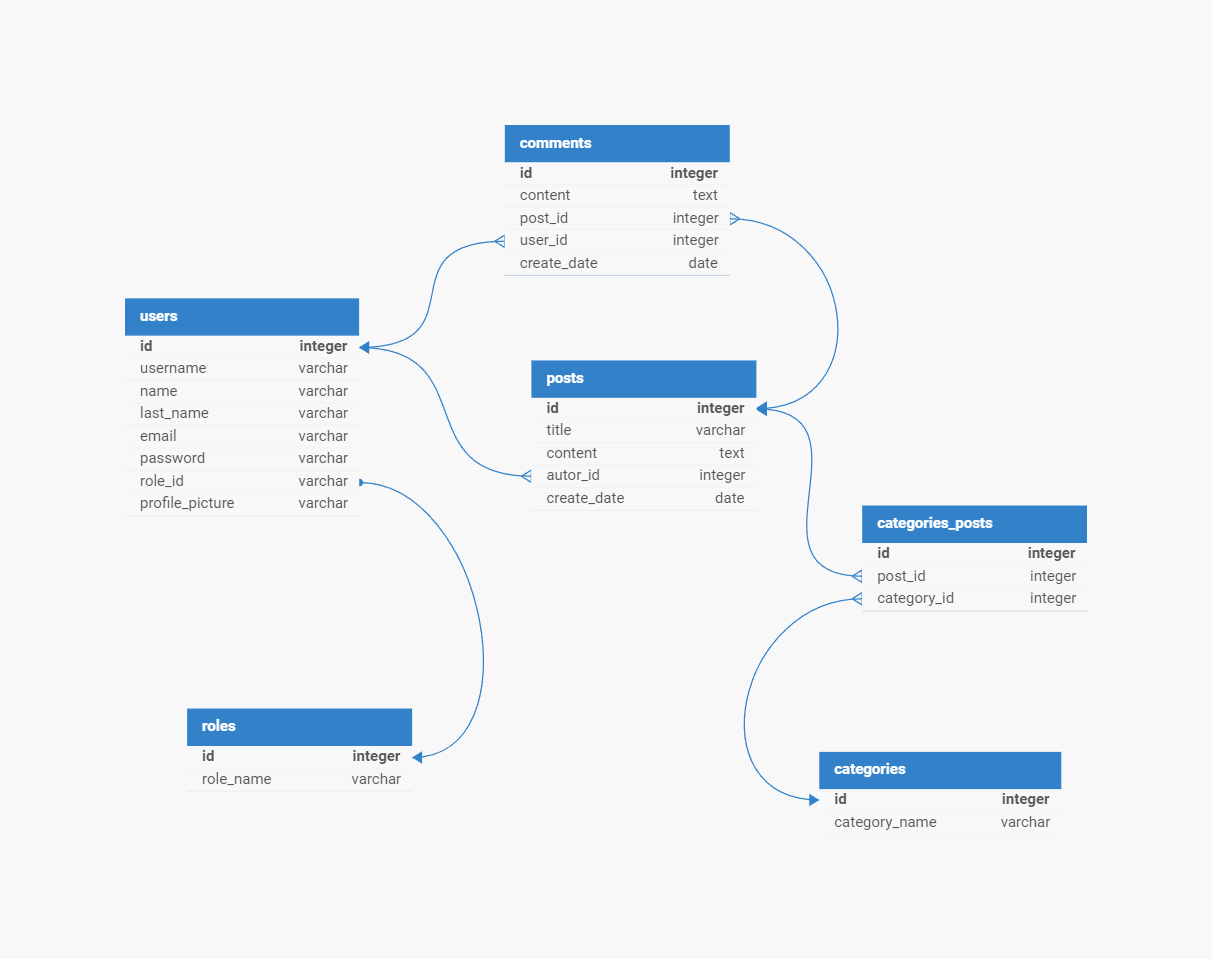 comments
id integer
content text
post_id integer
user_id integer
create_date date
users
id integer
username varchar
name varchar
last_name varchar
email varchar
password varchar
role_id varchar
profile_picture varchar
posts
id integer
title varchar
content text
autor_id integer
create_date date
categories_posts
id integer
post_id integer
category_id integer
roles
id integer
role_name varchar
categories
id integer
category_name varchar